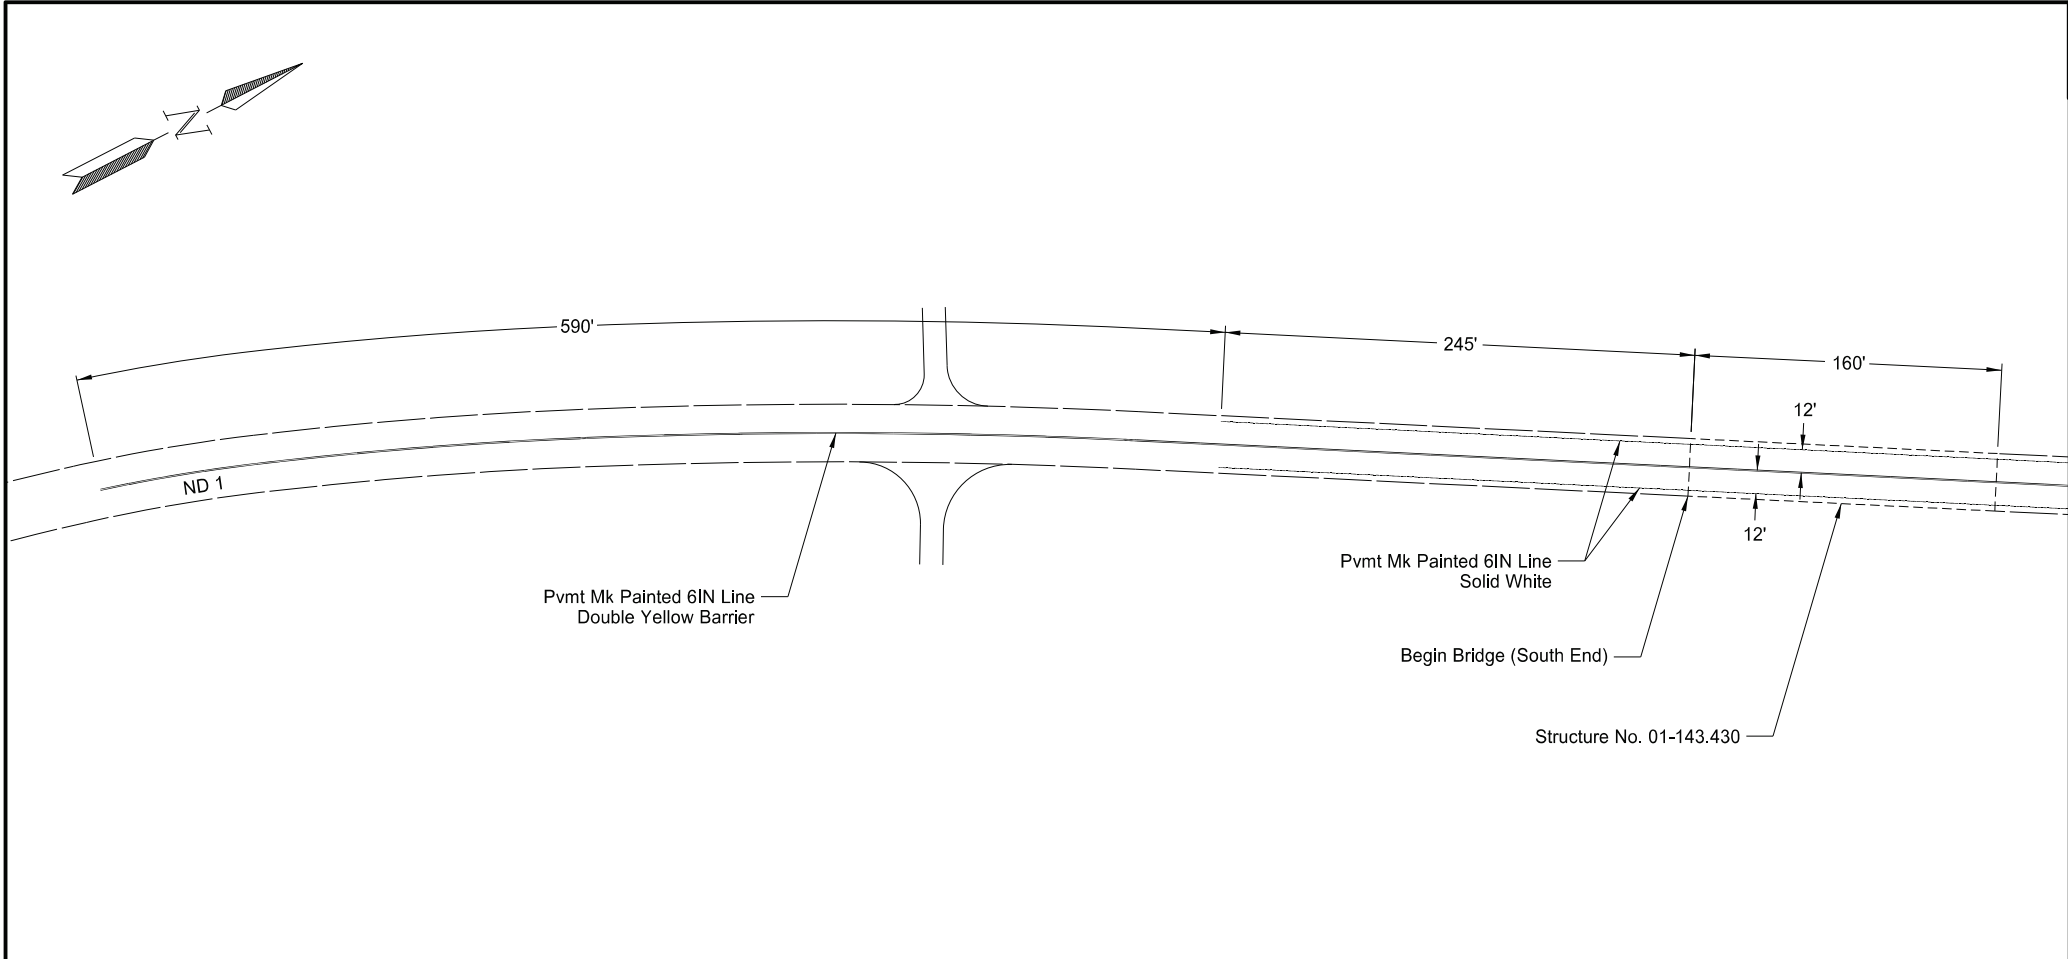 N
590'
245'
160'
12'
ND 1
12'
Pvmt Mk Painted 6IN Line
Solid White
Pvmt Mk Painted 6IN Line
Double Yellow Barrier
Begin Bridge (South End)
Structure No. 01-143.430